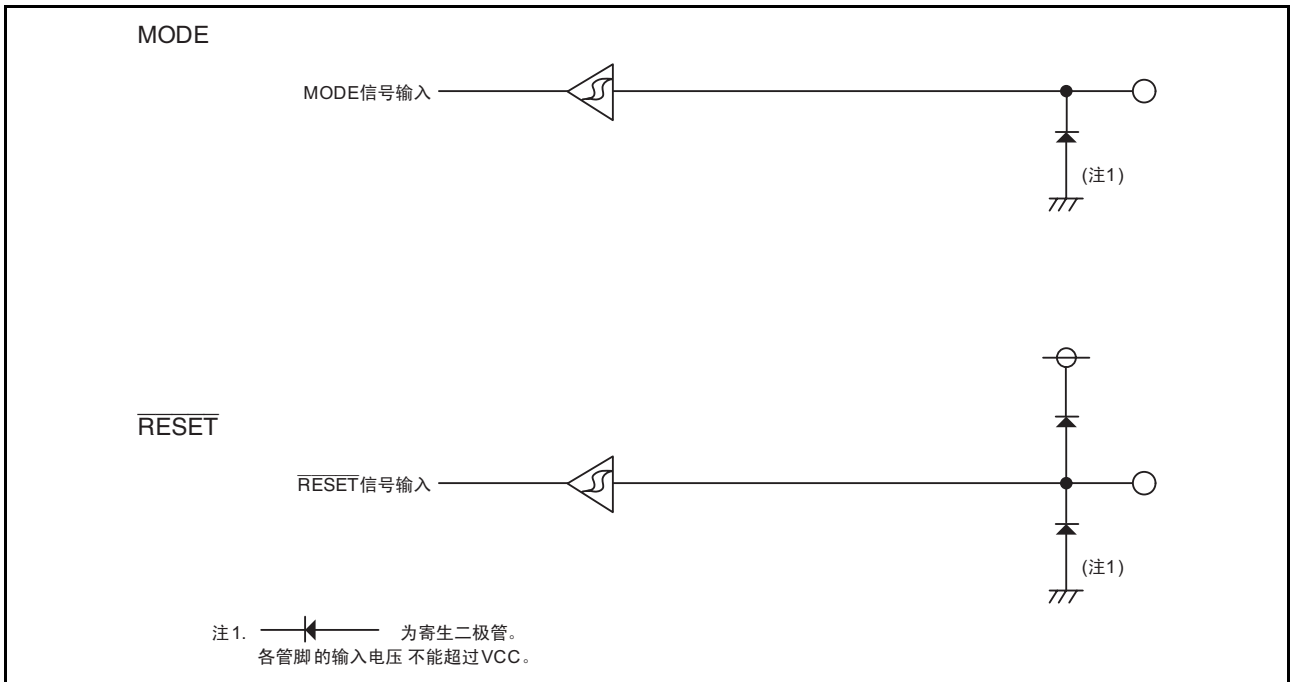 MODE
MODE信号输入
(注1)
RESET
RESET信号输入
(注1)
注1. 为寄生二极管。
各管脚的输入电压 不能超过VCC。